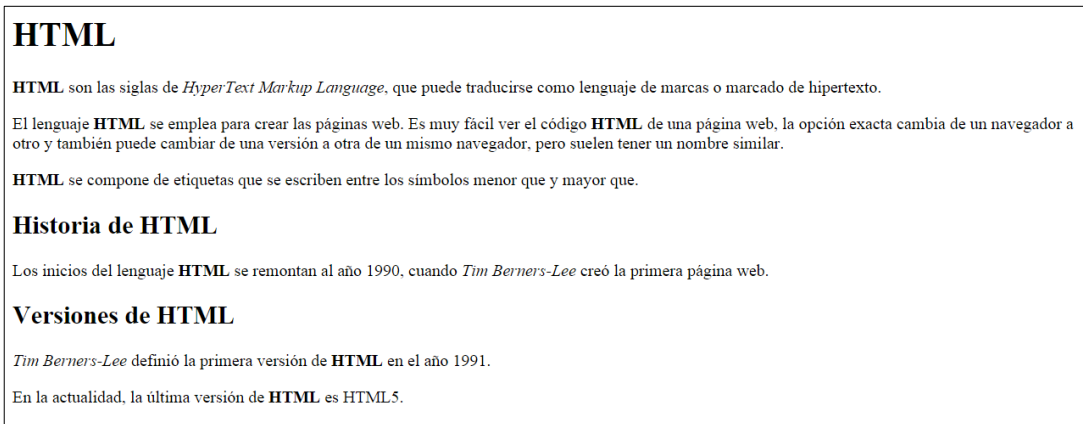 HTML
HTML son las siglas de HyperText Markup Language, que puede traducirse como lenguaje de marcas o marcado de hipertexto.
El lenguaje HTML se emplea para crear las páginas web. Es muy fácil ver el código HTML de una página web, la opción exacta cambia de un navegador a
otro y también puede cambiar de una versión a otra de un mismo navegador, pero suelen tener un nombre similar.
HTML se compone de etiquetas que se escriben entre los símbolos menor que y mayor que.
Historia de HTML
Los inicios del lenguaje HTML se remontan al año 1990, cuando Tim Berners-Lee creó la primera página web.
Versiones de HTML
Tim Berners-Lee definió la primera versión de HTML en el año 1991.
En la actualidad, la última versión de HTML es HTML5.